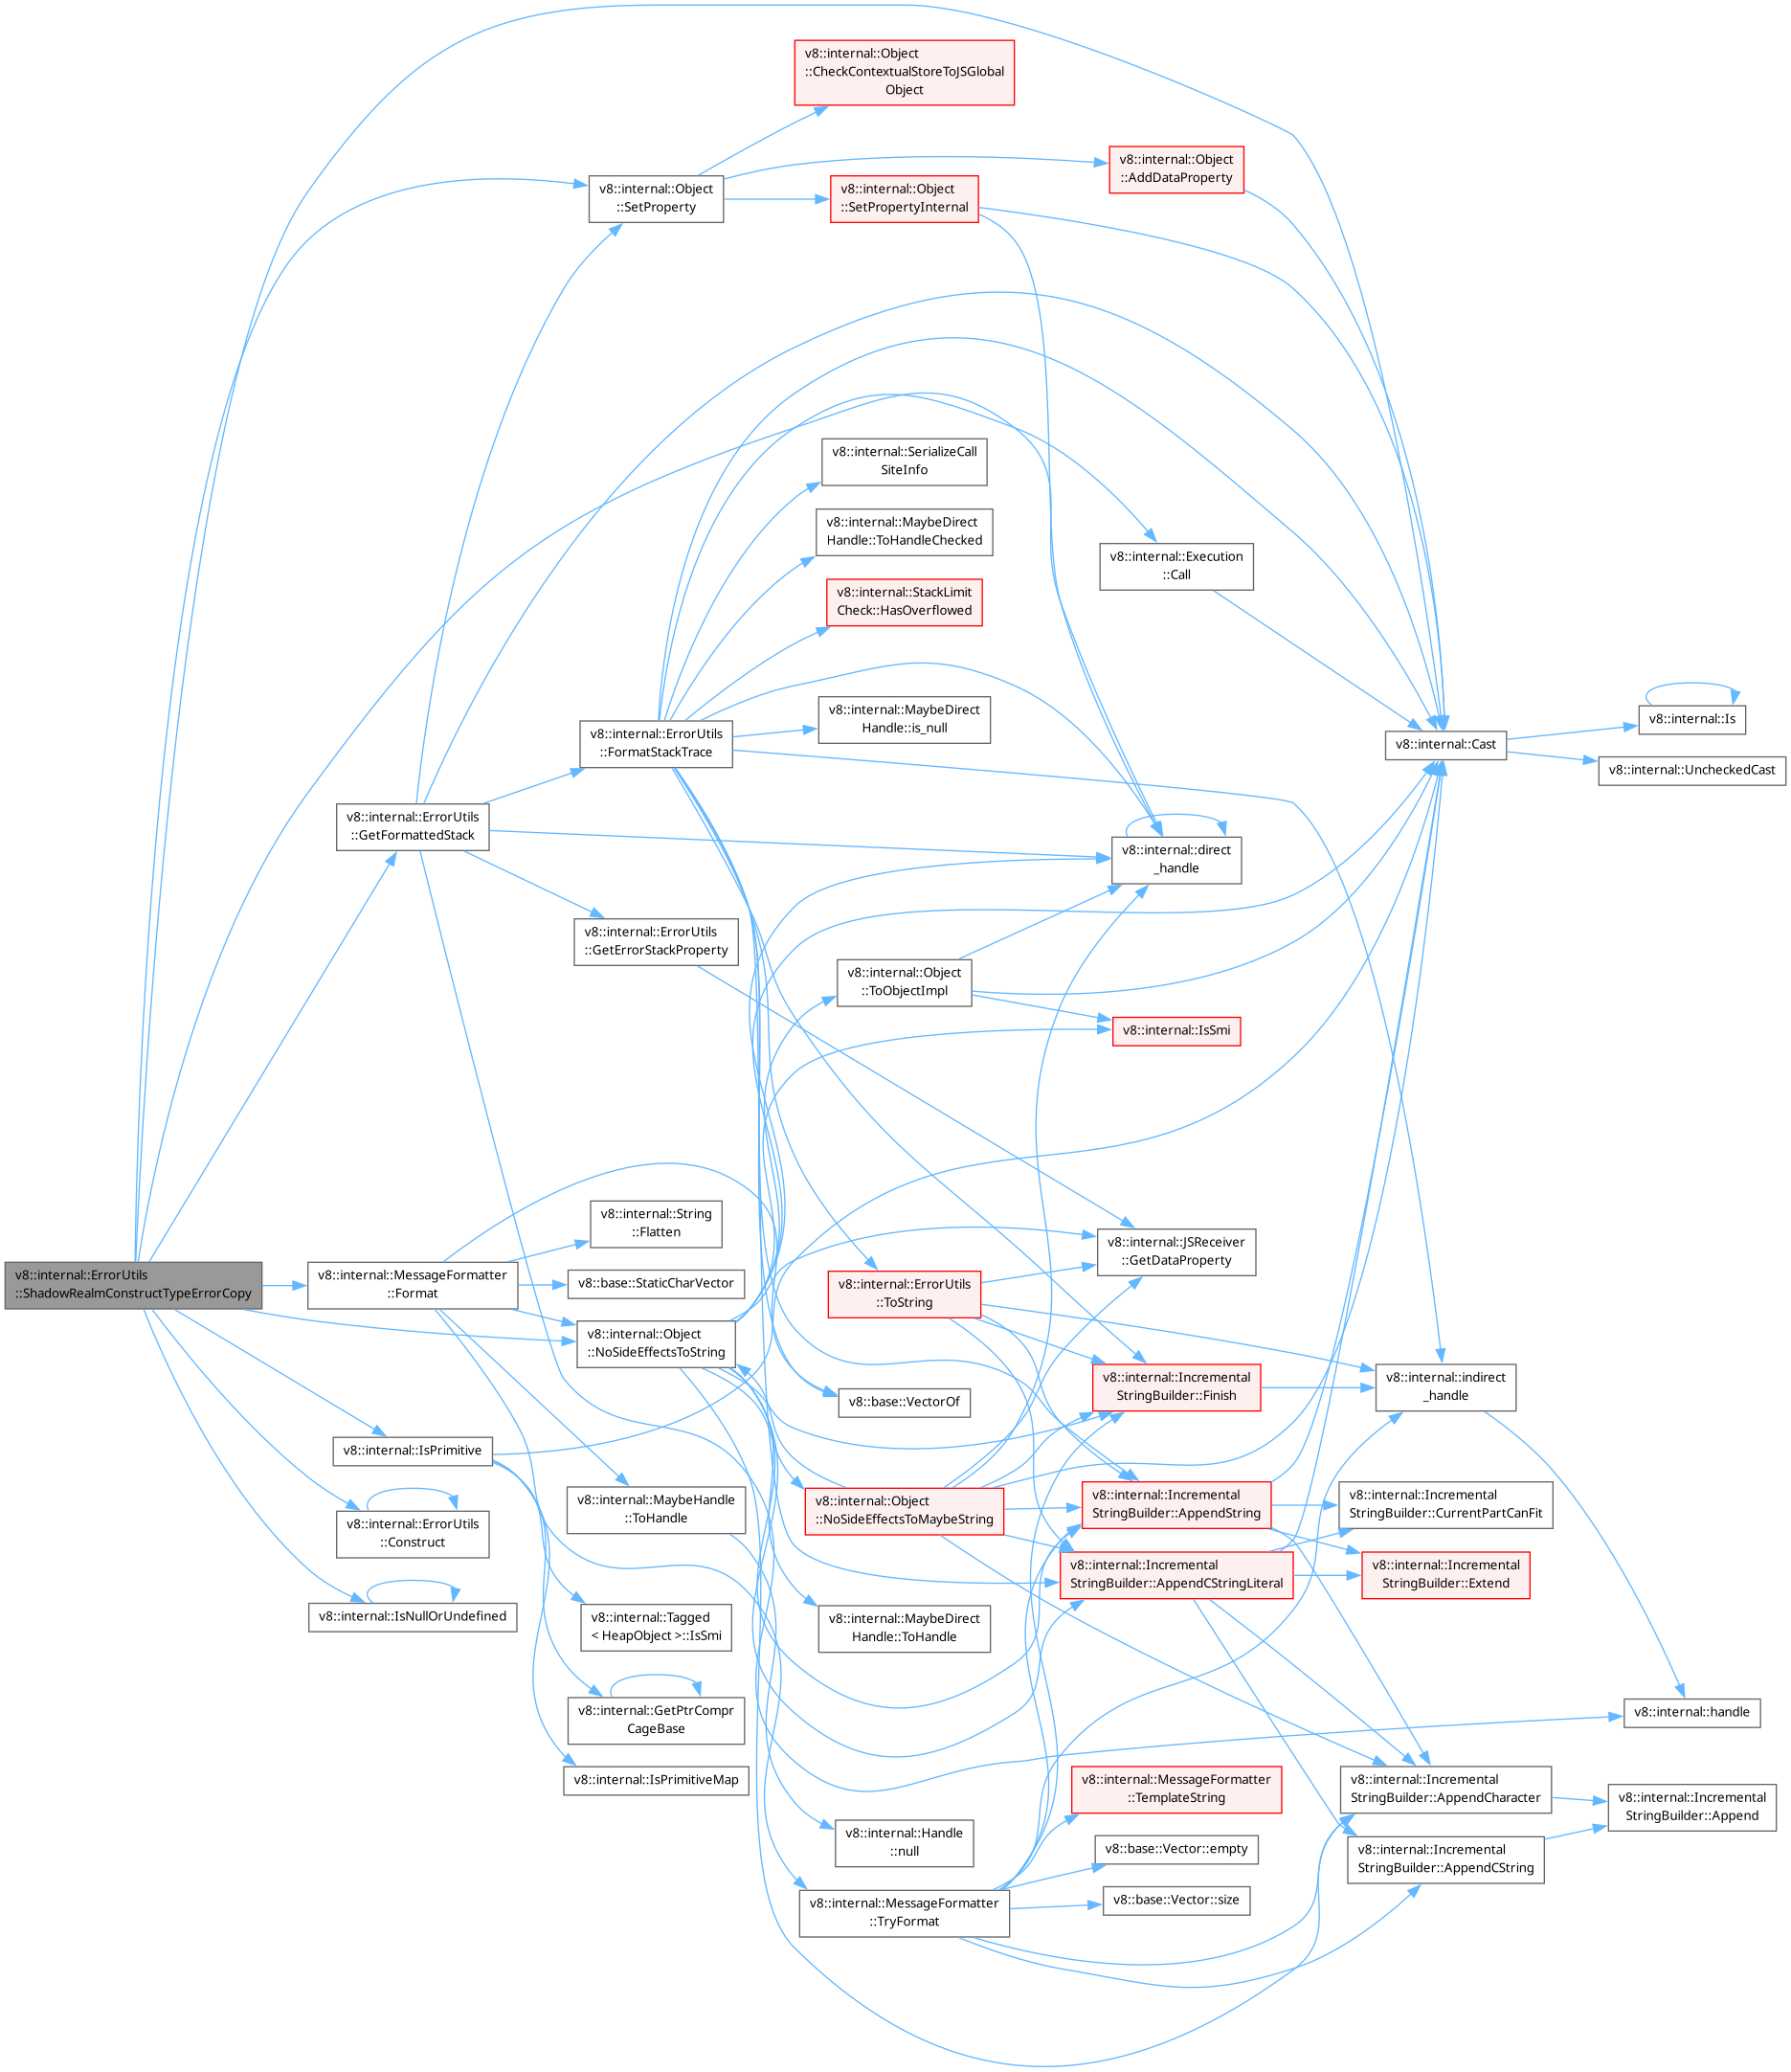 v8::internal::Object
::CheckContextualStoreToJSGlobal
Object
v8::internal::Object
::AddDataProperty
v8::internal::Object
::SetProperty
v8::internal::Object
::SetPropertyInternal
v8::internal::SerializeCall
SiteInfo
v8::internal::MaybeDirect
Handle::ToHandleChecked
v8::internal::Execution
::Call
v8::internal::StackLimit
Check::HasOverflowed
v8::internal::MaybeDirect
Handle::is_null
v8::internal::Is
v8::internal::ErrorUtils
::FormatStackTrace
v8::internal::Cast
v8::internal::UncheckedCast
v8::internal::ErrorUtils
::GetFormattedStack
v8::internal::direct
_handle
v8::internal::ErrorUtils
::GetErrorStackProperty
v8::internal::Object
::ToObjectImpl
v8::internal::IsSmi
v8::internal::String
::Flatten
v8::internal::JSReceiver
::GetDataProperty
v8::internal::ErrorUtils
::ShadowRealmConstructTypeErrorCopy
v8::internal::MessageFormatter
::Format
v8::base::StaticCharVector
v8::internal::ErrorUtils
::ToString
v8::internal::Object
::NoSideEffectsToString
v8::base::VectorOf
v8::internal::Incremental
StringBuilder::Finish
v8::internal::indirect
_handle
v8::internal::IsPrimitive
v8::internal::MaybeHandle
::ToHandle
v8::internal::Object
::NoSideEffectsToMaybeString
v8::internal::Incremental
StringBuilder::AppendString
v8::internal::Incremental
StringBuilder::CurrentPartCanFit
v8::internal::ErrorUtils
::Construct
v8::internal::Incremental
StringBuilder::AppendCStringLiteral
v8::internal::Incremental
StringBuilder::Extend
v8::internal::IsNullOrUndefined
v8::internal::Tagged
< HeapObject >::IsSmi
v8::internal::MaybeDirect
Handle::ToHandle
v8::internal::GetPtrCompr
CageBase
v8::internal::handle
v8::internal::IsPrimitiveMap
v8::internal::MessageFormatter
::TemplateString
v8::internal::Incremental
StringBuilder::AppendCharacter
v8::internal::Incremental
StringBuilder::Append
v8::internal::Handle
::null
v8::base::Vector::empty
v8::internal::Incremental
StringBuilder::AppendCString
v8::internal::MessageFormatter
::TryFormat
v8::base::Vector::size